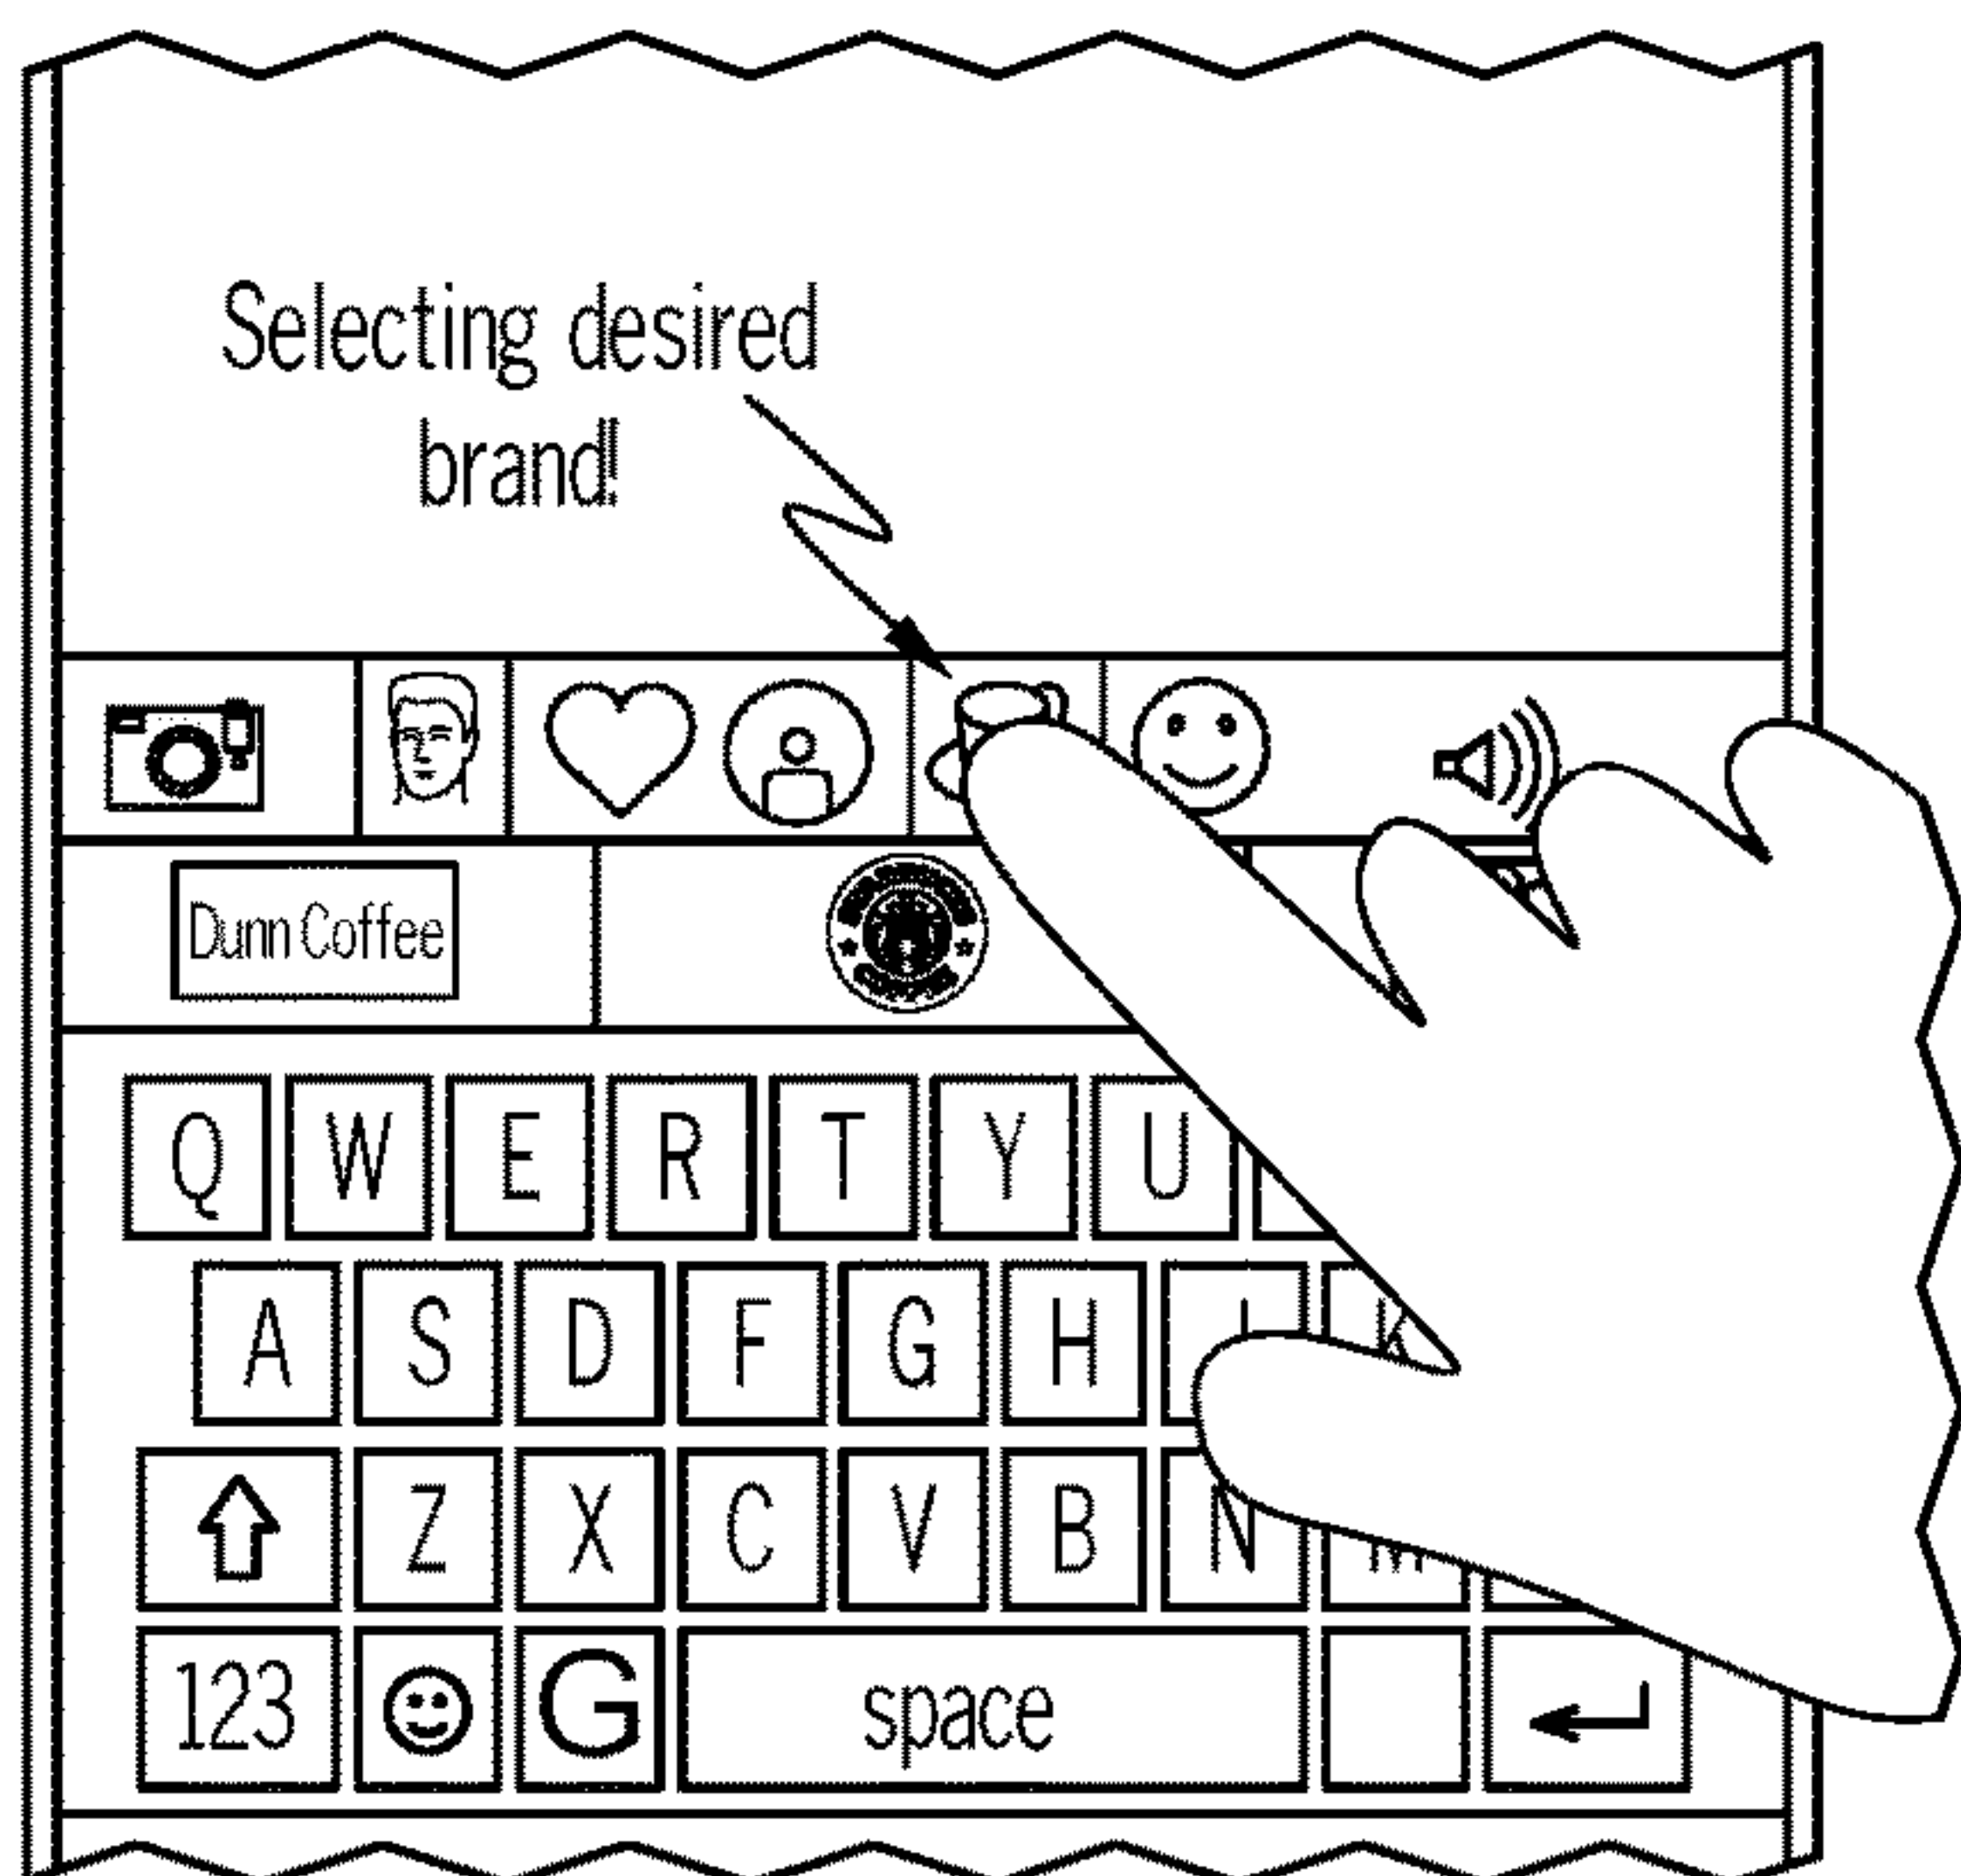 Selecting desired
brand!
Dunn Coffee
Q W E R T Y U
A S D F G H K
Z X C V B N M
123 G space